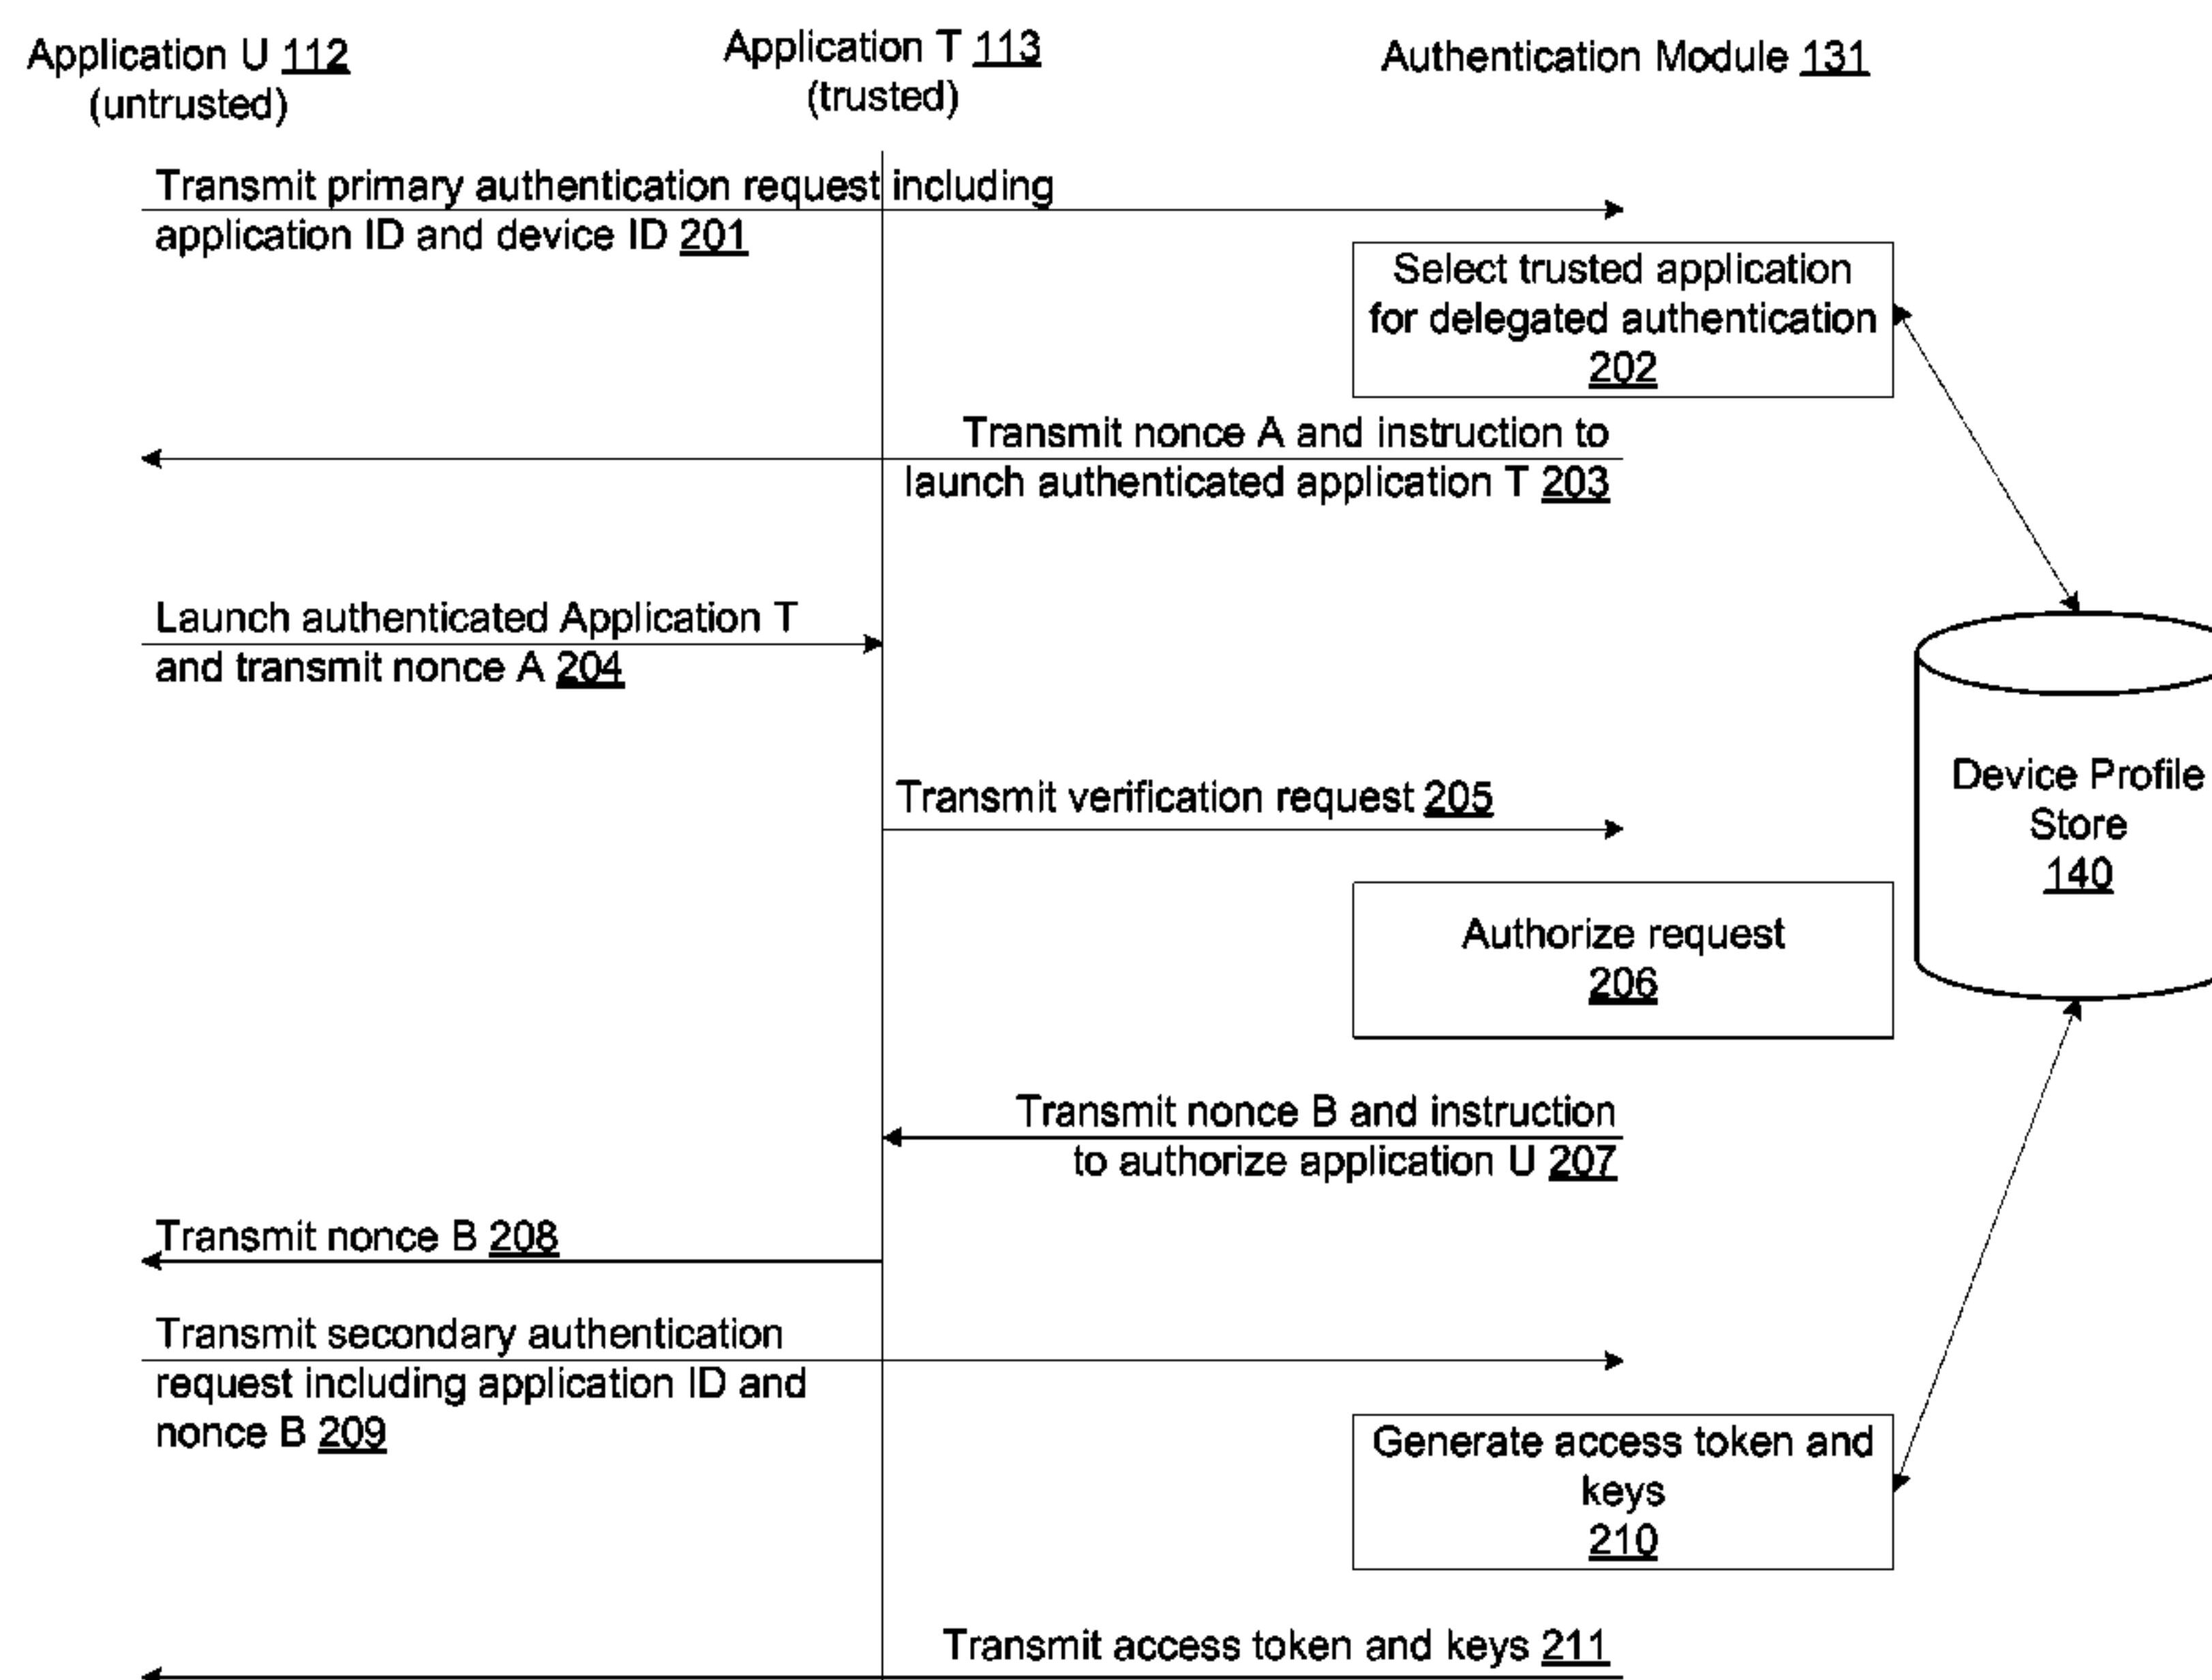 Application U 112
(untrusted)
Application T 113
(trusted)
Authentication Module 131
Transmit primary authentication request including
application ID and device ID 201
Select trusted application
for delegated authentication
202
Transmit nonce A and instruction to
launch authenticated application T 203
Launch authenticated Application T
and transmit nonce A 204
Device Profile
Store
140
Transmit verification request 205
Authorize request
206
Transmit nonce B and instruction
to authorize application U 207
Transmit nonce B 208
Transmit secondary authentication
request including application ID and
nonce B 209
Generate access token and
keys
210
Transmit access token and keys 211